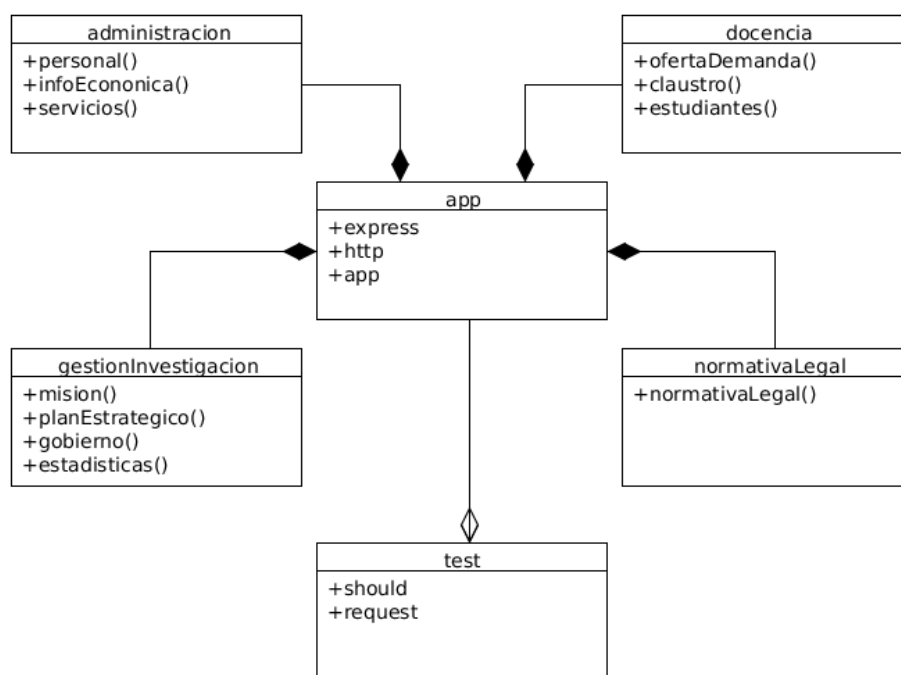 administracion
+personal()
+infoEcononica()
+servicios()
docencia
+ofertaDemanda()
+claustro()
+estudiantes()
app
+express
+http
+app
gestionInvestigacion
+mision()
+planEstrategico()
+gobierno()
+estadisticas()
normativaLegal
+normativaLegal()
test
+should
+request